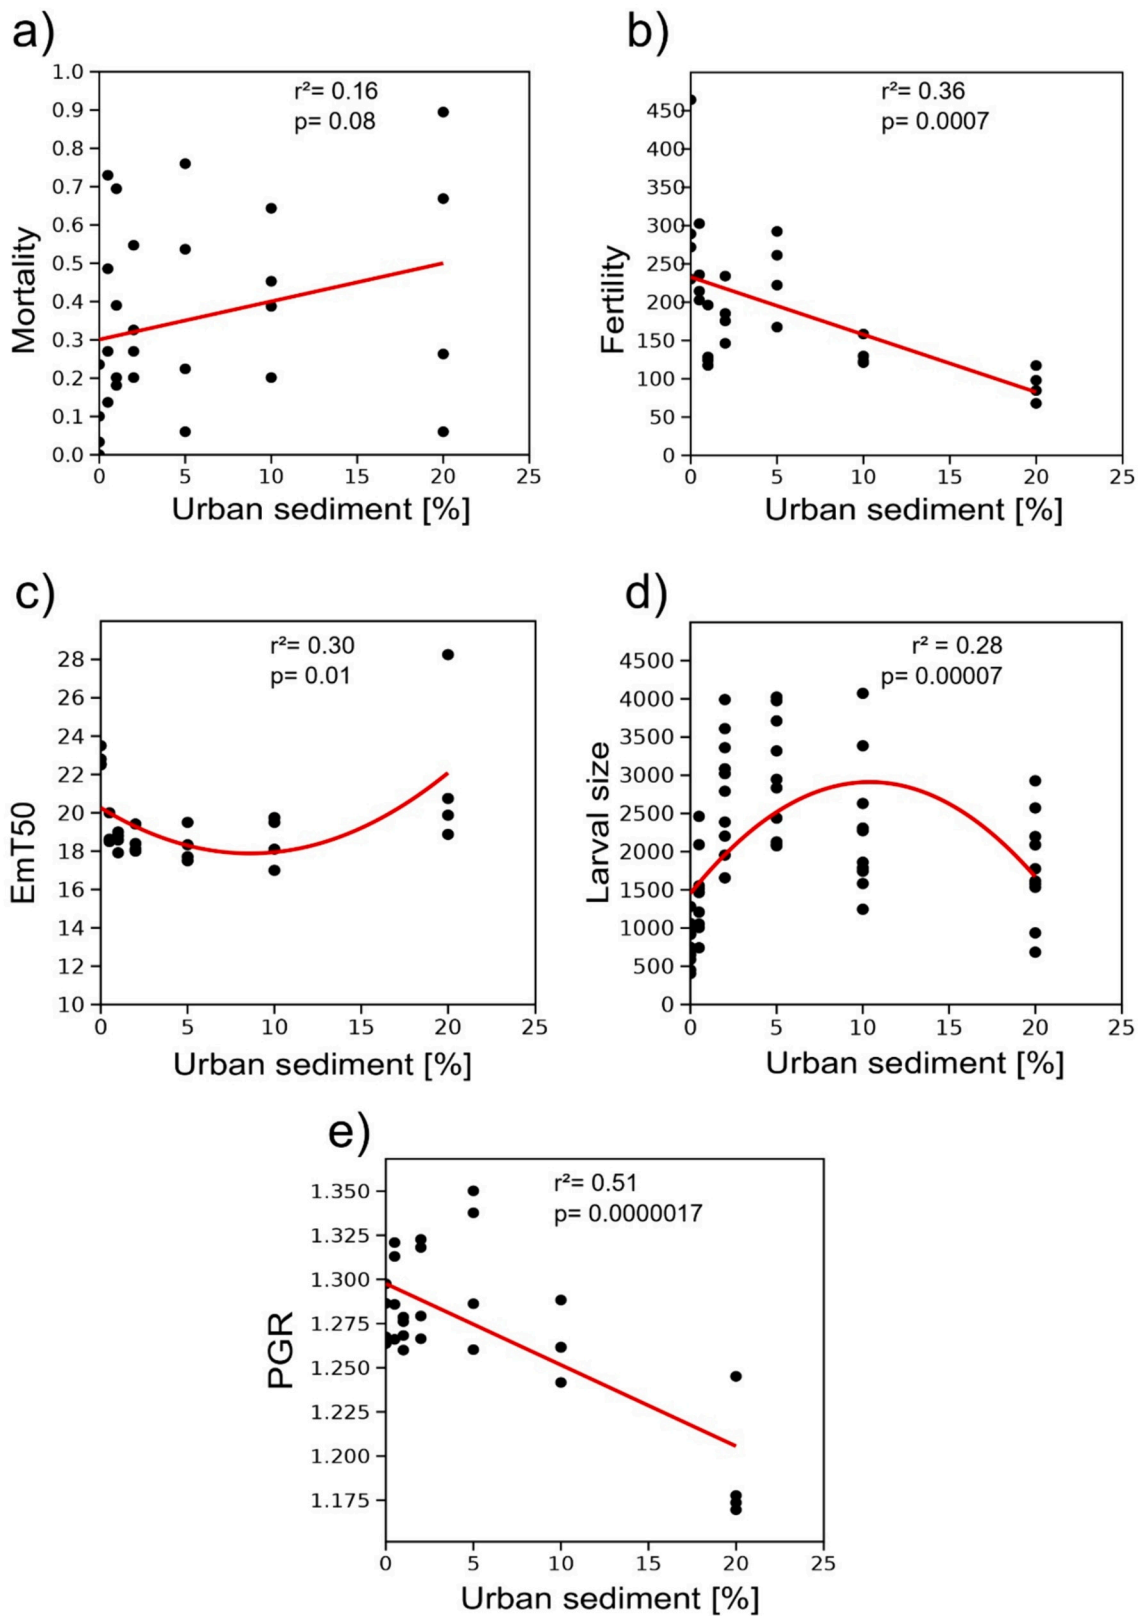 a)
r²= 0.16
p= 0.08
1.0
0.9
0.8
0.7
0.6
0.5
0.4
0.3
0.2
0.1
0.0
Mortality
0 5 10 15 20 25
Urban sediment [%]
b)
r²= 0.36
p= 0.0007
450
400
350
300
250
200
150
100
50
0
Fertility
0 5 10 15 20 25
Urban sediment [%]
c)
r²= 0.30
p= 0.01
28
26
24
22
20
18
16
14
12
10
EmT50
0 5 10 15 20 25
Urban sediment [%]
d)
r² = 0.28
p= 0.00007
4500
4000
3500
3000
2500
2000
1500
1000
500
0
Larval size
0 5 10 15 20 25
Urban sediment [%]
e)
r²= 0.51
p= 0.0000017
1.350
1.325
1.300
1.275
1.250
1.225
1.200
1.175
PGR
0 5 10 15 20 25
Urban sediment [%]